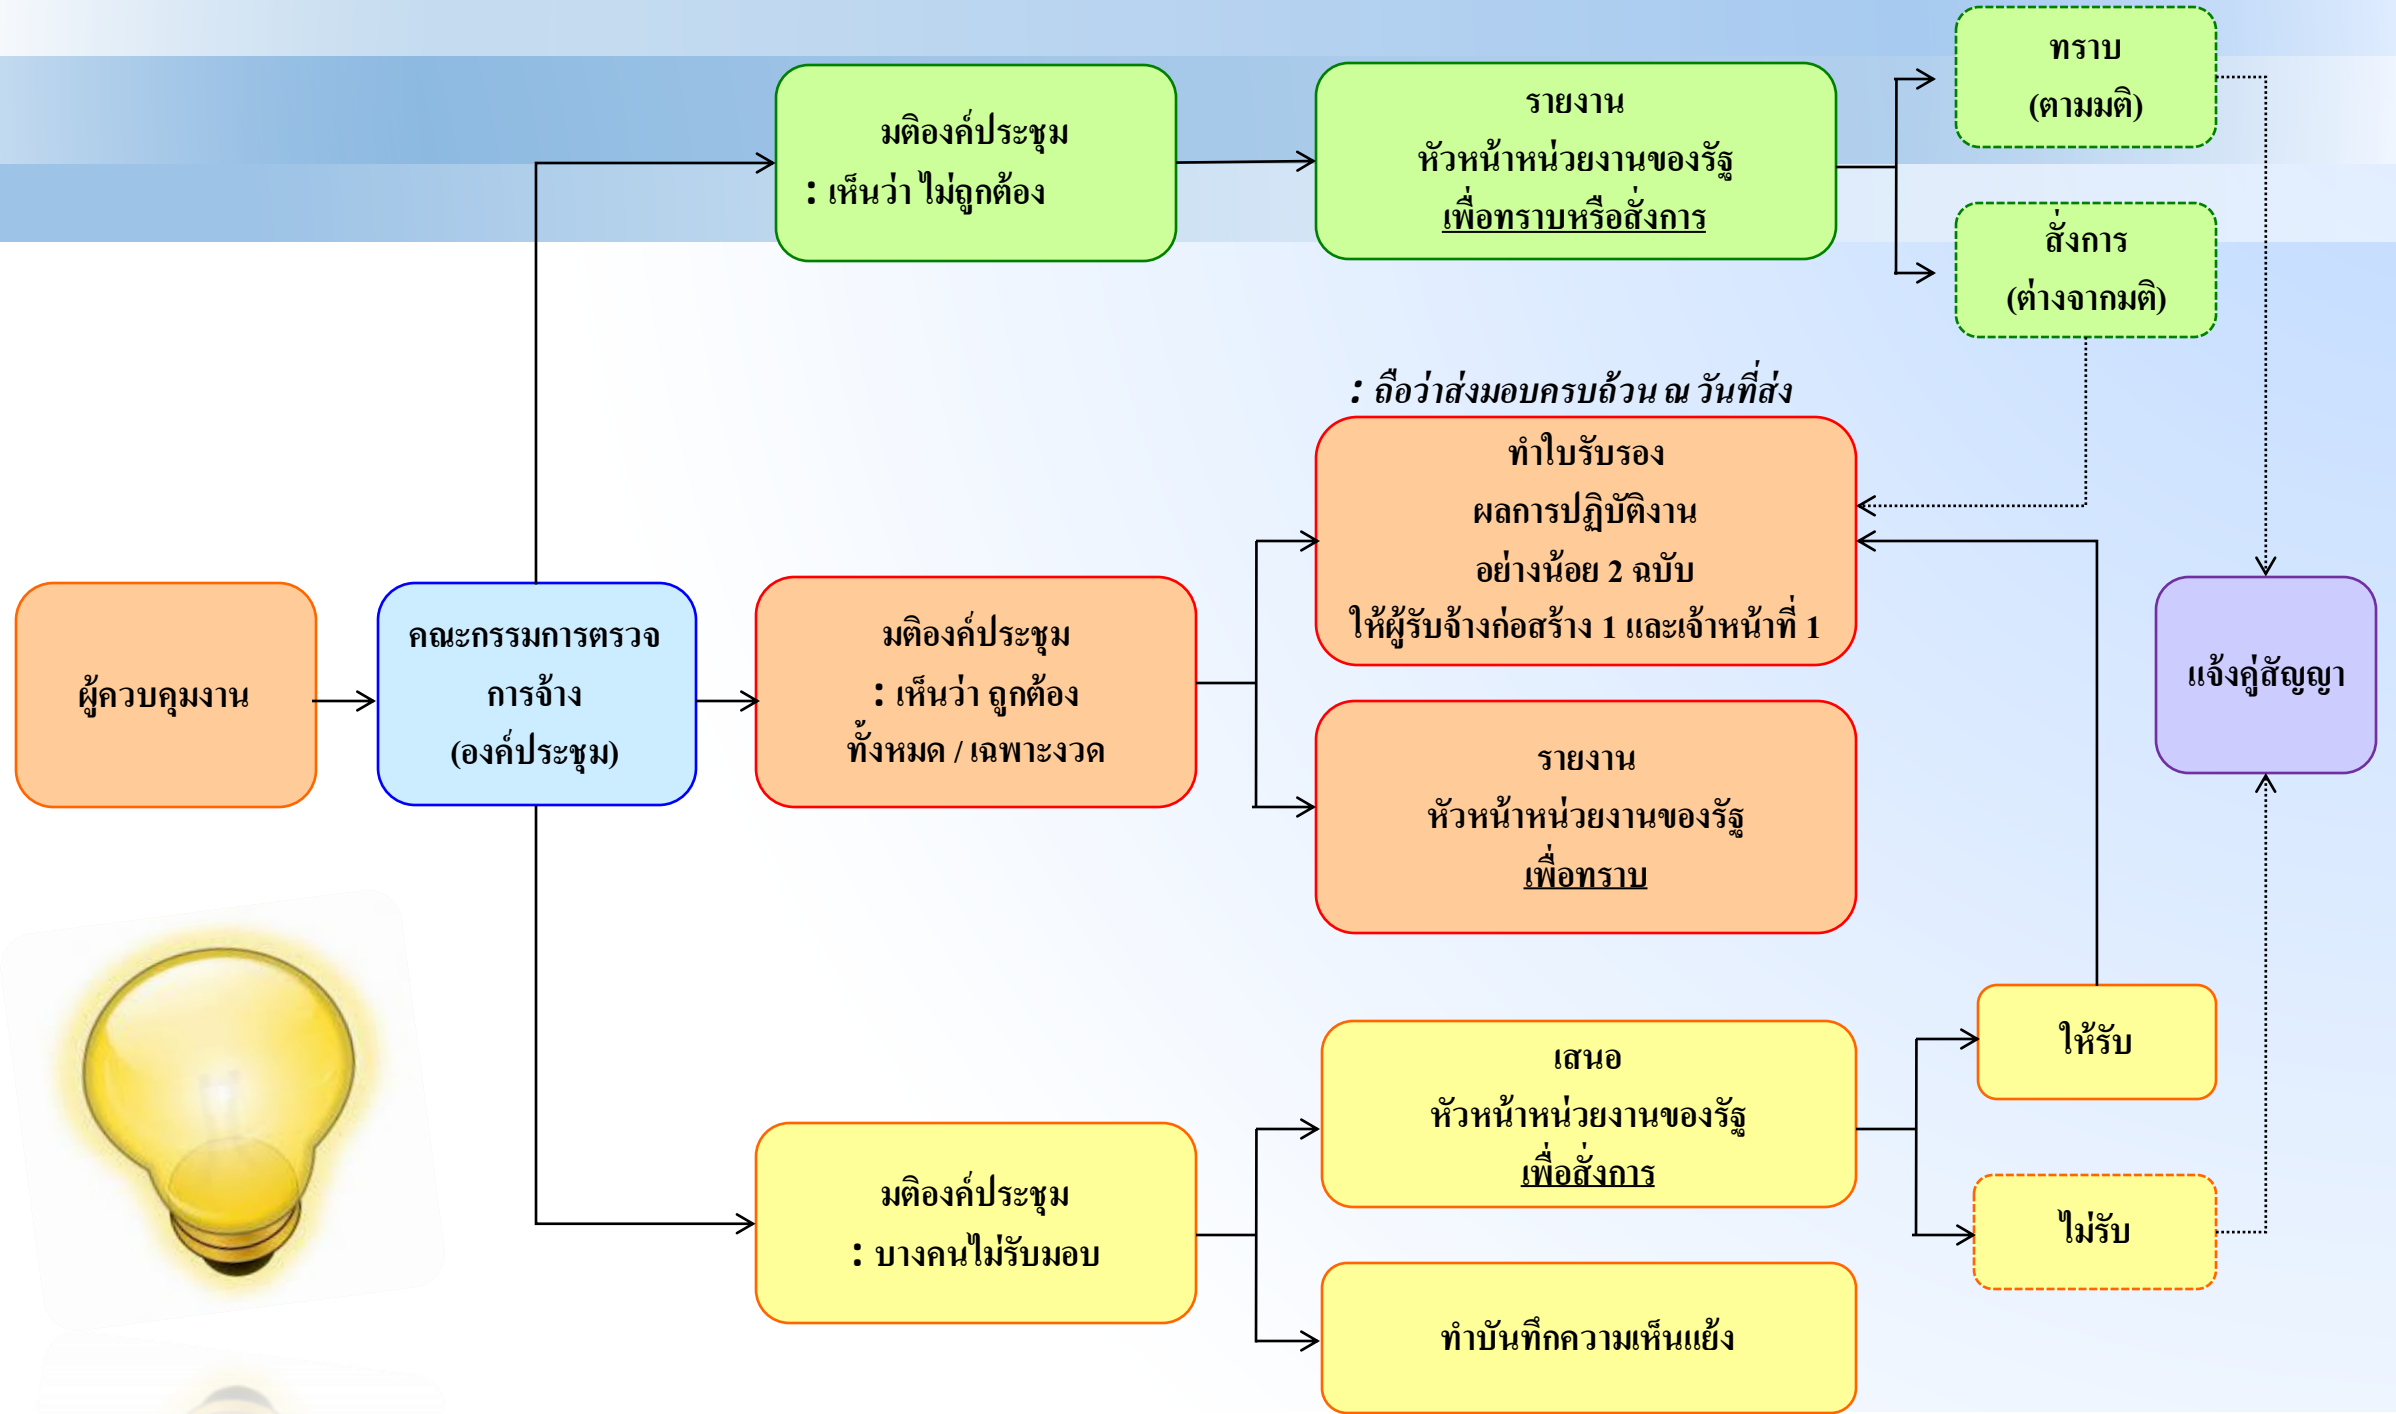 ผู้ควบคุมงาน
คณะกรรมการตรวจ
การจ้าง
(องค์ประชุม)
มติองค์ประชุม
: เห็นว่า ไม่ถูกต้อง
รายงาน
หัวหน้าหน่วยงานของรัฐ
เพื่อทราบหรือสั่งการ
ทราบ
(ตามมติ)
สั่งการ
(ต่างจากมติ)
มติองค์ประชุม
: เห็นว่า ถูกต้อง
ทั้งหมด / เฉพาะงวด
: ถือว่าส่งมอบครบถ้วน ณ วันที่ส่ง
ทำใบรับรอง
ผลการปฏิบัติงาน
อย่างน้อย 2 ฉบับ
ให้ผู้รับจ้างก่อสร้าง 1 และเจ้าหน้าที่ 1
รายงาน
หัวหน้าหน่วยงานของรัฐ
เพื่อทราบ
แจ้งคู่สัญญา
มติองค์ประชุม
: บางคนไม่รับมอบ
เสนอ
หัวหน้าหน่วยงานของรัฐ
เพื่อสั่งการ
ทำบันทึกความเห็นแย้ง
ให้รับ
ไม่รับ